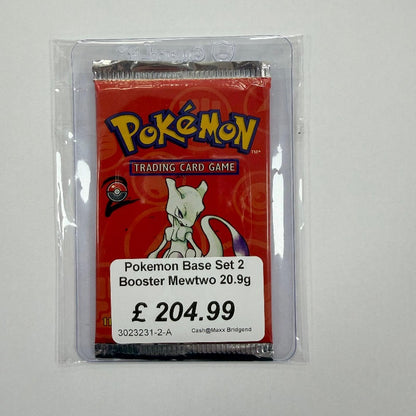 POKéMON
TM
TRADING CARD GAME
Pokemon Base Set 2
Booster Mewtwo 20.9g
£ 204.99
3023231-2-A Cash@Maxx Bridgend